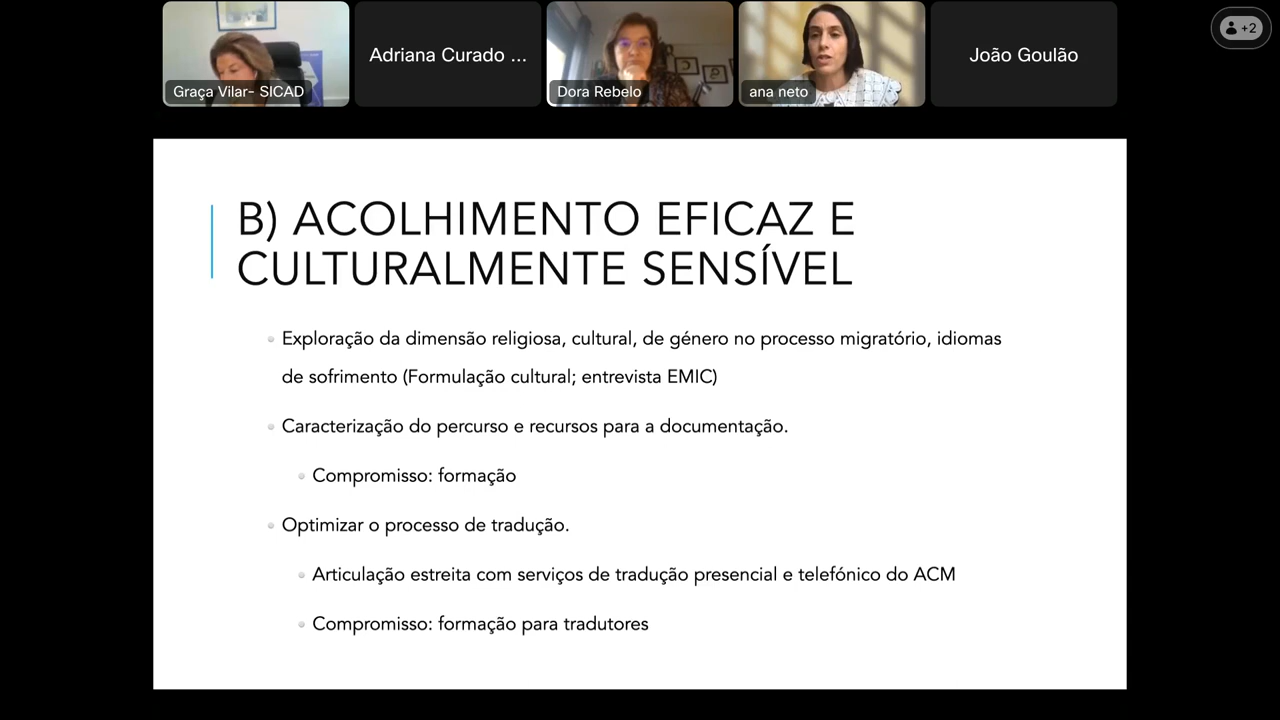 Graça Vilar- SICAD
Adriana Curado ...
Dora Rebelo
ana neto
João Goulão
+2
B) ACOLHIMENTO EFICAZ E
CULTURALMENTE SENSÍVEL
Exploração da dimensão religiosa, cultural, de género no processo migratório, idiomas
de sofrimento (Formulação cultural; entrevista EMIC)
Caracterização do percurso e recursos para a documentação.
Compromisso: formação
Optimizar o processo de tradução.
Articulação estreita com serviços de tradução presencial e telefónico do ACM
Compromisso: formação para tradutores